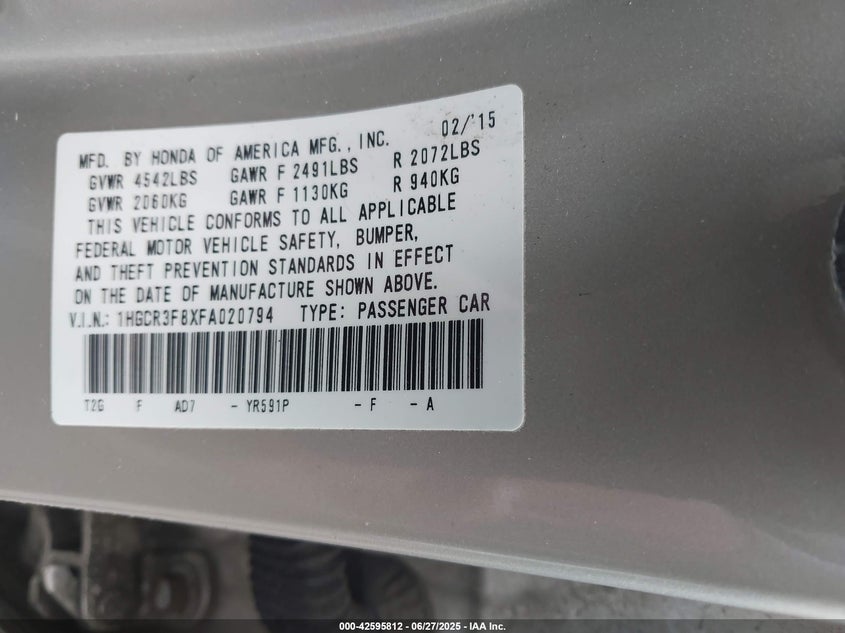 02/'15
MFD. BY HONDA OF AMERICA MFG., INC.
GVWR 4542LBS GAWR F 2491LBS R 2072LBS
GVWR 2060KG GAWR F 1130KG R 940KG
THIS VEHICLE CONFORMS TO ALL APPLICABLE
FEDERAL MOTOR VEHICLE SAFETY, BUMPER,
AND THEFT PREVENTION STANDARDS IN EFFECT
ON THE DATE OF MANUFACTURE SHOWN ABOVE.
V.I.N.: 1HGCR3F8XFA020794 TYPE: PASSENGER CAR
T2G F AD7 - YR591P - F - A
000-42595812 - 06/27/2025 - IAA Inc.